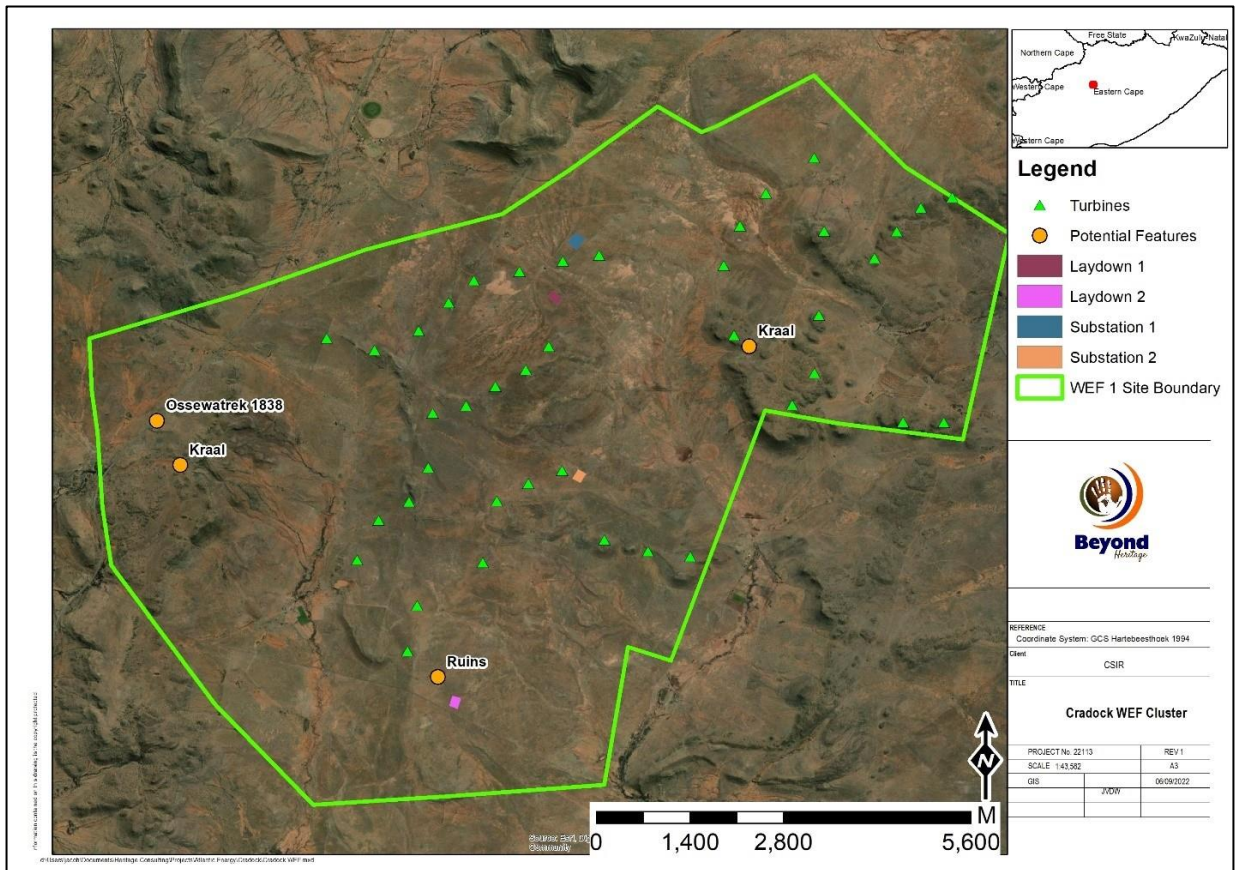 Free State
KwaZulu-Natal
Northern Cape
Western Cape
Eastern Cape
Western Cape
Legend
Turbines
Potential Features
Laydown 1
Laydown 2
Substation 1
Substation 2
WEF 1 Site Boundary
Kraal
Ossewatrek 1838
Kraal
Ruins
Beyond
Heritage
REFERENCE
Coordinate System: GCS Hartebeesthoek 1994
Client
CSIR
TITLE
Cradock WEF Cluster
PROJECT No. 22113
REV 1
SCALE 1:43,582
A3
GIS
JVDW
06/09/2022
N
M
0 1,400 2,800 5,600
Source: Esri,
Community